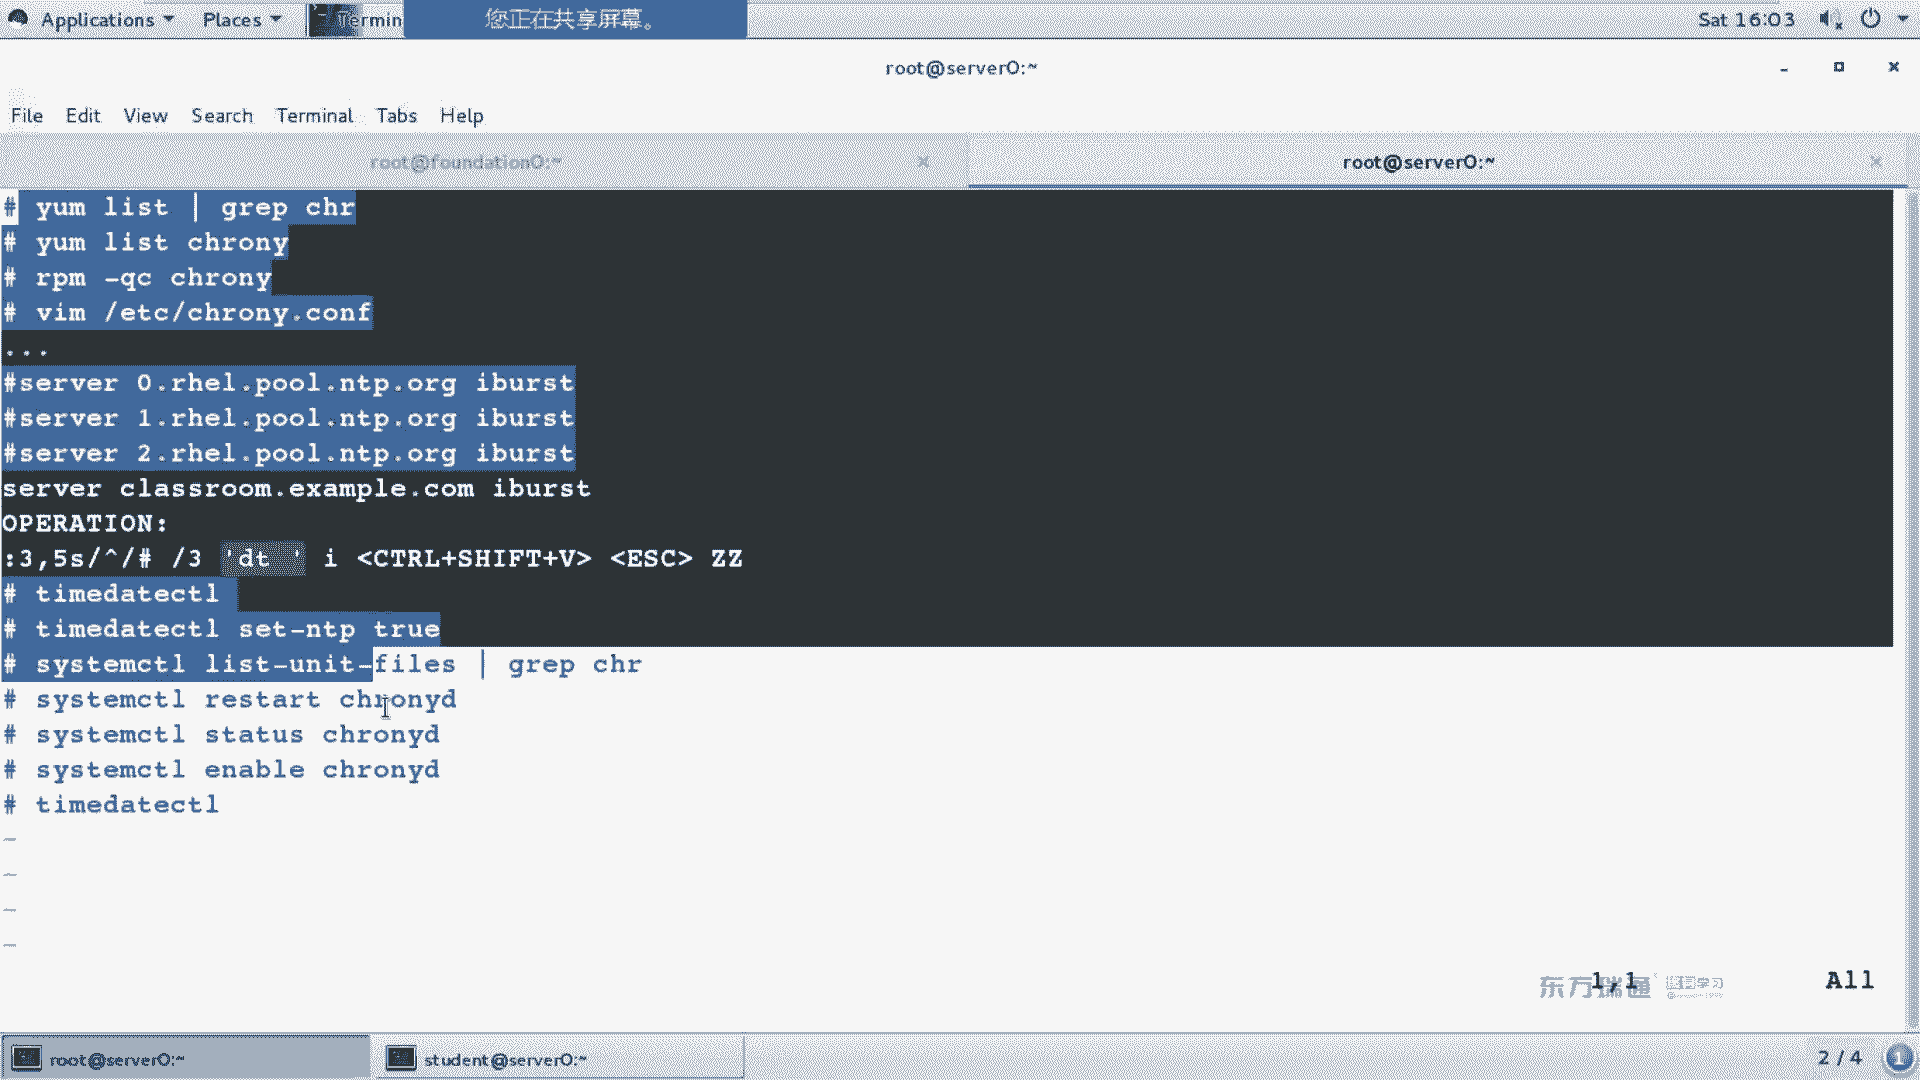 Applications Places Termin 您正在共享屏幕。 Sat 16:03
root@server0:~
File Edit View Search Terminal Tabs Help
root@foundation0:~ root@server0:~
# yum list | grep chr
# yum list chrony
# rpm -qc chrony
# vim /etc/chrony.conf
...
#server 0.rhel.pool.ntp.org iburst
#server 1.rhel.pool.ntp.org iburst
#server 2.rhel.pool.ntp.org iburst
server classroom.example.com iburst
OPERATION:
:3,5s/^/# /3 'dt ' i <CTRL+SHIFT+V> <ESC> ZZ
# timedatectl
# timedatectl set-ntp true
# systemctl list-unit-files | grep chr
# systemctl restart chronyd
# systemctl status chronyd
# systemctl enable chronyd
# timedatectl
~
~
~
~
1,1 All
东方瑞通
root@server0:~ student@server0:~ 2 / 4 1